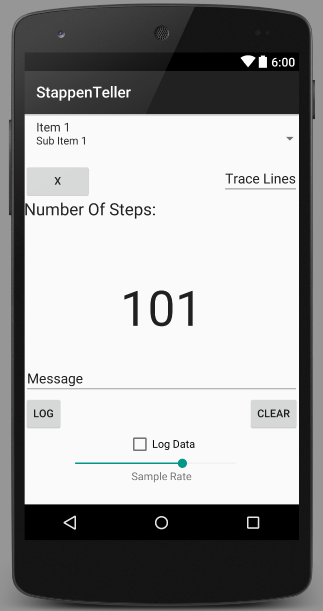 6:00
StappenTeller
Item 1
Sub Item 1
X
Trace Lines
Number Of Steps:
101
Message
LOG
CLEAR
Log Data
Sample Rate